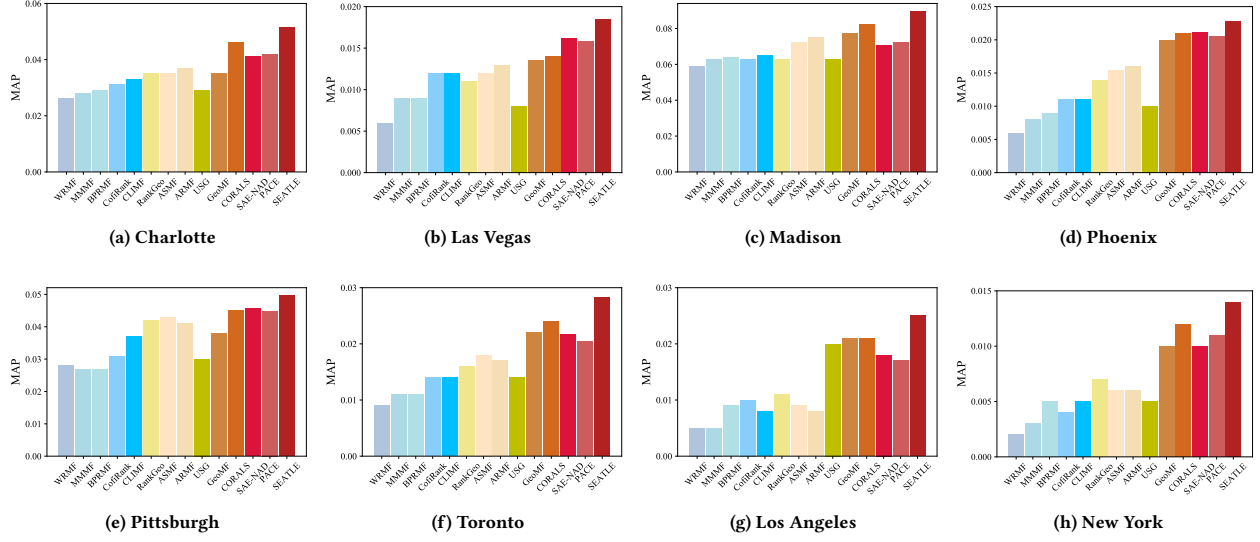 0.06
0.04
0.02
0.00
MAP
WRMF MMMF BPRMF CofiRank CLIMF RankGeo ASMF ARMF USG GeoMF CORALS SAE-NAD PACE SEATLE
(a) Charlotte
0.020
0.015
0.010
0.005
0.000
MAP
WRMF MMMF BPRMF CofiRank CLIMF RankGeo ASMF ARMF USG GeoMF CORALS SAE-NAD PACE SEATLE
(b) Las Vegas
0.08
0.06
0.04
0.02
0.00
MAP
WRMF MMMF BPRMF CofiRank CLIMF RankGeo ASMF ARMF USG GeoMF CORALS SAE-NAD PACE SEATLE
(c) Madison
0.025
0.020
0.015
0.010
0.005
0.000
MAP
WRMF MMMF BPRMF CofiRank CLIMF RankGeo ASMF ARMF USG GeoMF CORALS SAE-NAD PACE SEATLE
(d) Phoenix
0.05
0.04
0.03
0.02
0.01
0.00
MAP
WRMF MMMF BPRMF CofiRank CLIMF RankGeo ASMF ARMF USG GeoMF CORALS SAE-NAD PACE SEATLE
(e) Pittsburgh
0.03
0.02
0.01
0.00
MAP
WRMF MMMF BPRMF CofiRank CLIMF RankGeo ASMF ARMF USG GeoMF CORALS SAE-NAD PACE SEATLE
(f) Toronto
0.03
0.02
0.01
0.00
MAP
WRMF MMMF BPRMF CofiRank CLIMF RankGeo ASMF ARMF USG GeoMF CORALS SAE-NAD PACE SEATLE
(g) Los Angeles
0.015
0.010
0.005
0.000
MAP
WRMF MMMF BPRMF CofiRank CLIMF RankGeo ASMF ARMF USG GeoMF CORALS SAE-NAD PACE SEATLE
(h) New York